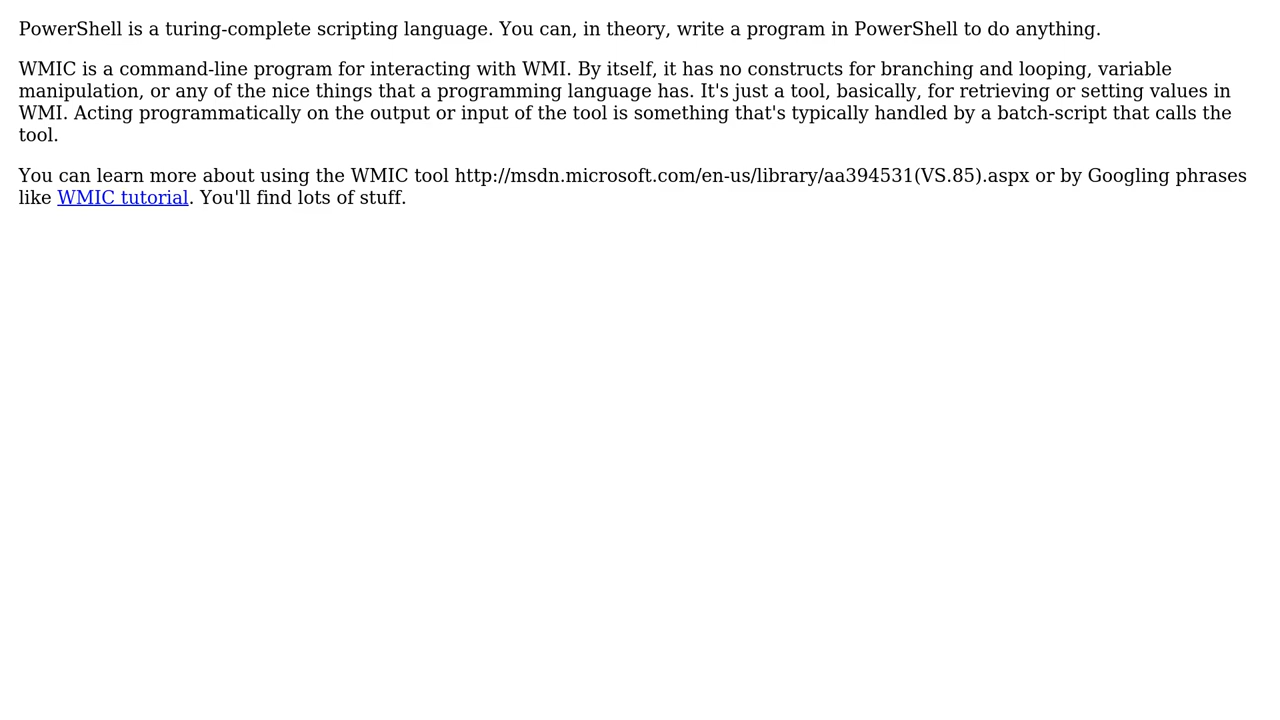 PowerShell is a turing-complete scripting language. You can, in theory, write a program in PowerShell to do anything.
WMIC is a command-line program for interacting with WMI. By itself, it has no constructs for branching and looping, variable
manipulation, or any of the nice things that a programming language has. It's just a tool, basically, for retrieving or setting values in
WMI. Acting programmatically on the output or input of the tool is something that's typically handled by a batch-script that calls the
tool.
You can learn more about using the WMIC tool http://msdn.microsoft.com/en-us/library/aa394531(VS.85).aspx or by Googling phrases
like WMIC tutorial. You'll find lots of stuff.